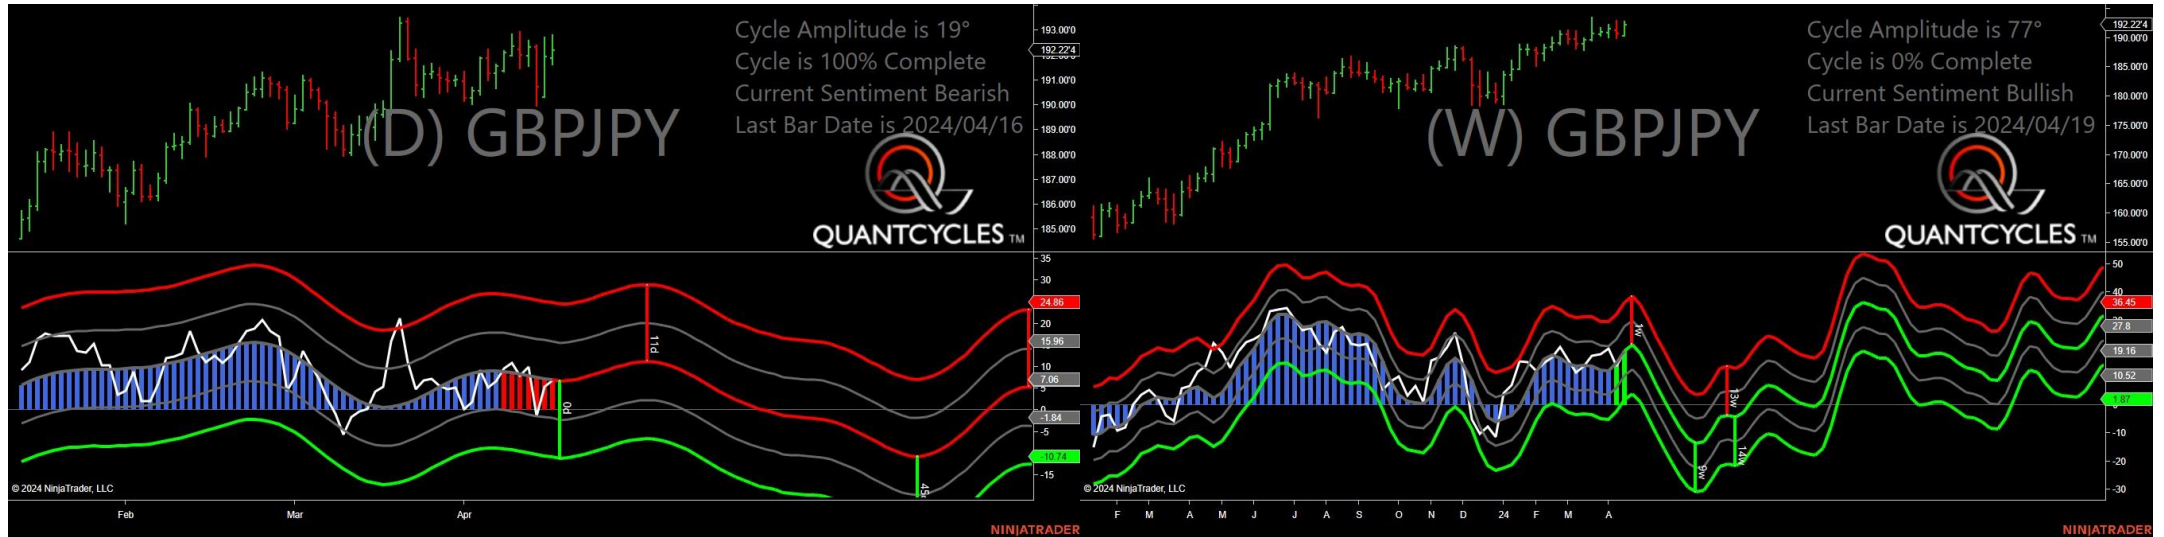 Cycle Amplitude is 19°
Cycle is 100% Complete
Current Sentiment Bearish
Last Bar Date is 2024/04/16
(D) GBPJPY
QUANTCYCLES TM
193.00'0
192.22'4
191.00'0
190.00'0
189.00'0
188.00'0
187.00'0
186.00'0
185.00'0
35
30
24.86
20
15.96
10
7.06
5
0
-1.84
-5
-10.74
-15
11d
0d
© 2024 NinjaTrader, LLC
Feb Mar Apr
NINJATRADER
Cycle Amplitude is 77°
Cycle is 0% Complete
Current Sentiment Bullish
Last Bar Date is 2024/04/19
(W) GBPJPY
QUANTCYCLES TM
192.22'4
190.00'0
185.00'0
180.00'0
175.00'0
170.00'0
165.00'0
160.00'0
155.00'0
50
40
36.45
27.8
19.16
10.52
1.87
-10
-20
-30
1w
13w
9w
14w
© 2024 NinjaTrader, LLC
F M A M J J A S O N D 24 F M A
NINJATRADER